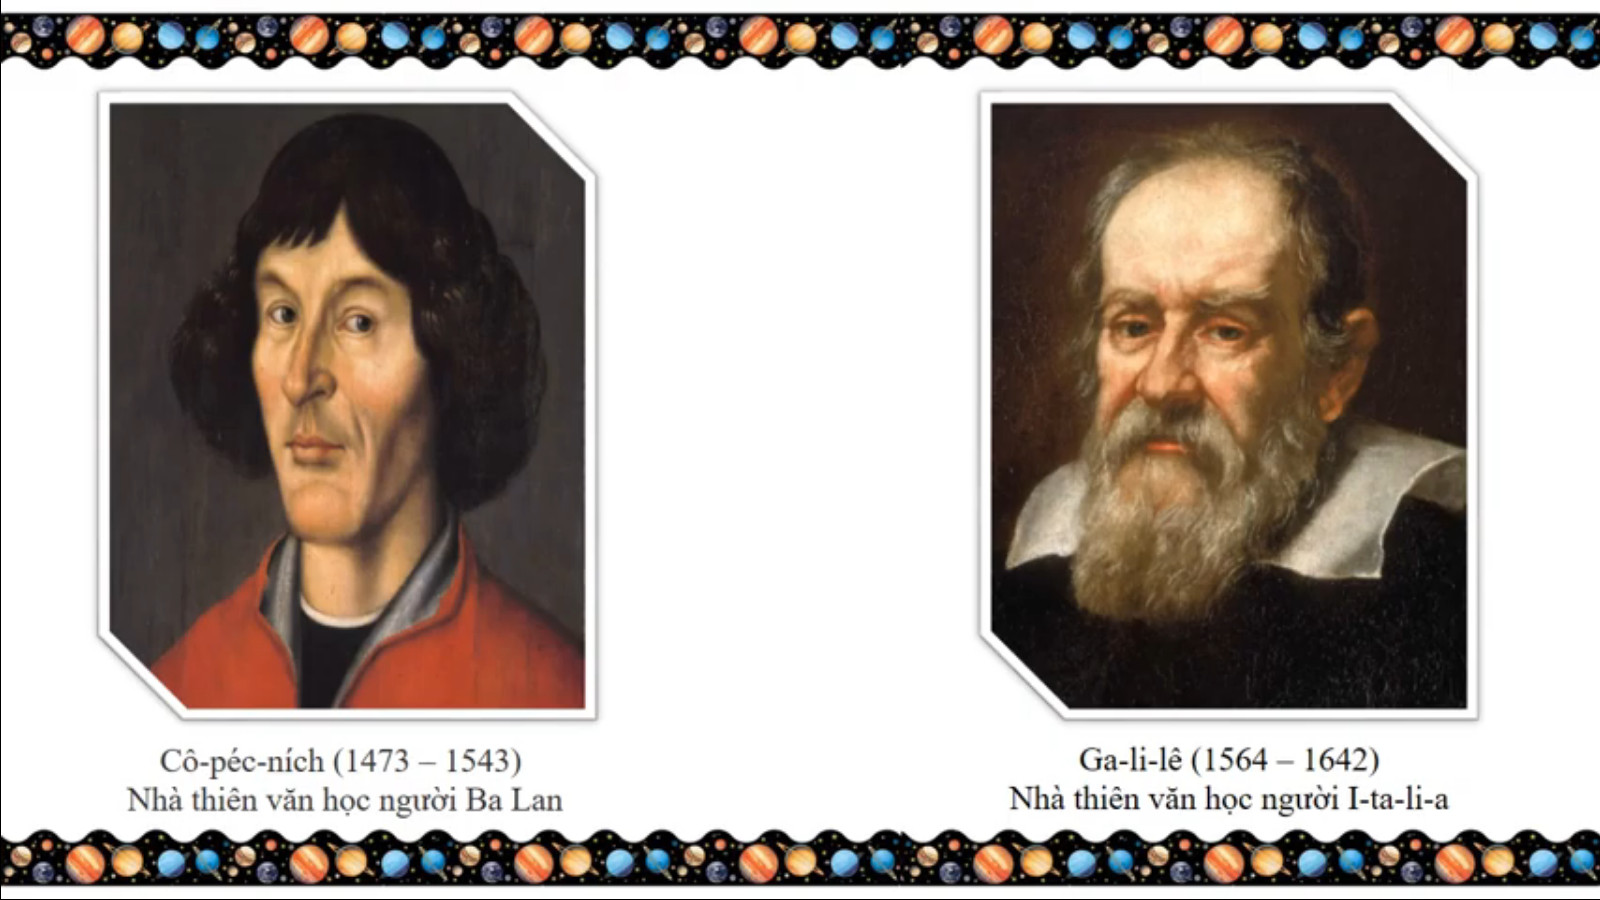 Cô-péc-ních (1473 – 1543)
Nhà thiên văn học người Ba Lan
Ga-li-lê (1564 – 1642)
Nhà thiên văn học người I-ta-li-a